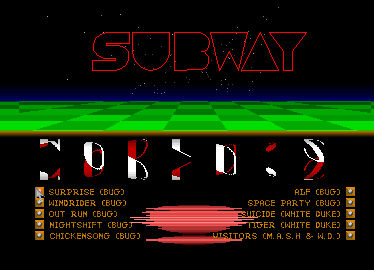 SUBWAY
SURPRISE (BUG)
ALF (BUG)
WINDRIDER (BUG)
SPACE PARTY (BUG)
OUT RUN (BUG)
SUICIDE (WHITE DUKE)
NIGHTSHIFT (BUG)
TIGER (WHITE DUKE)
CHICKENSONG (BUG)
VISITORS (M.A.S.H & W.D.)